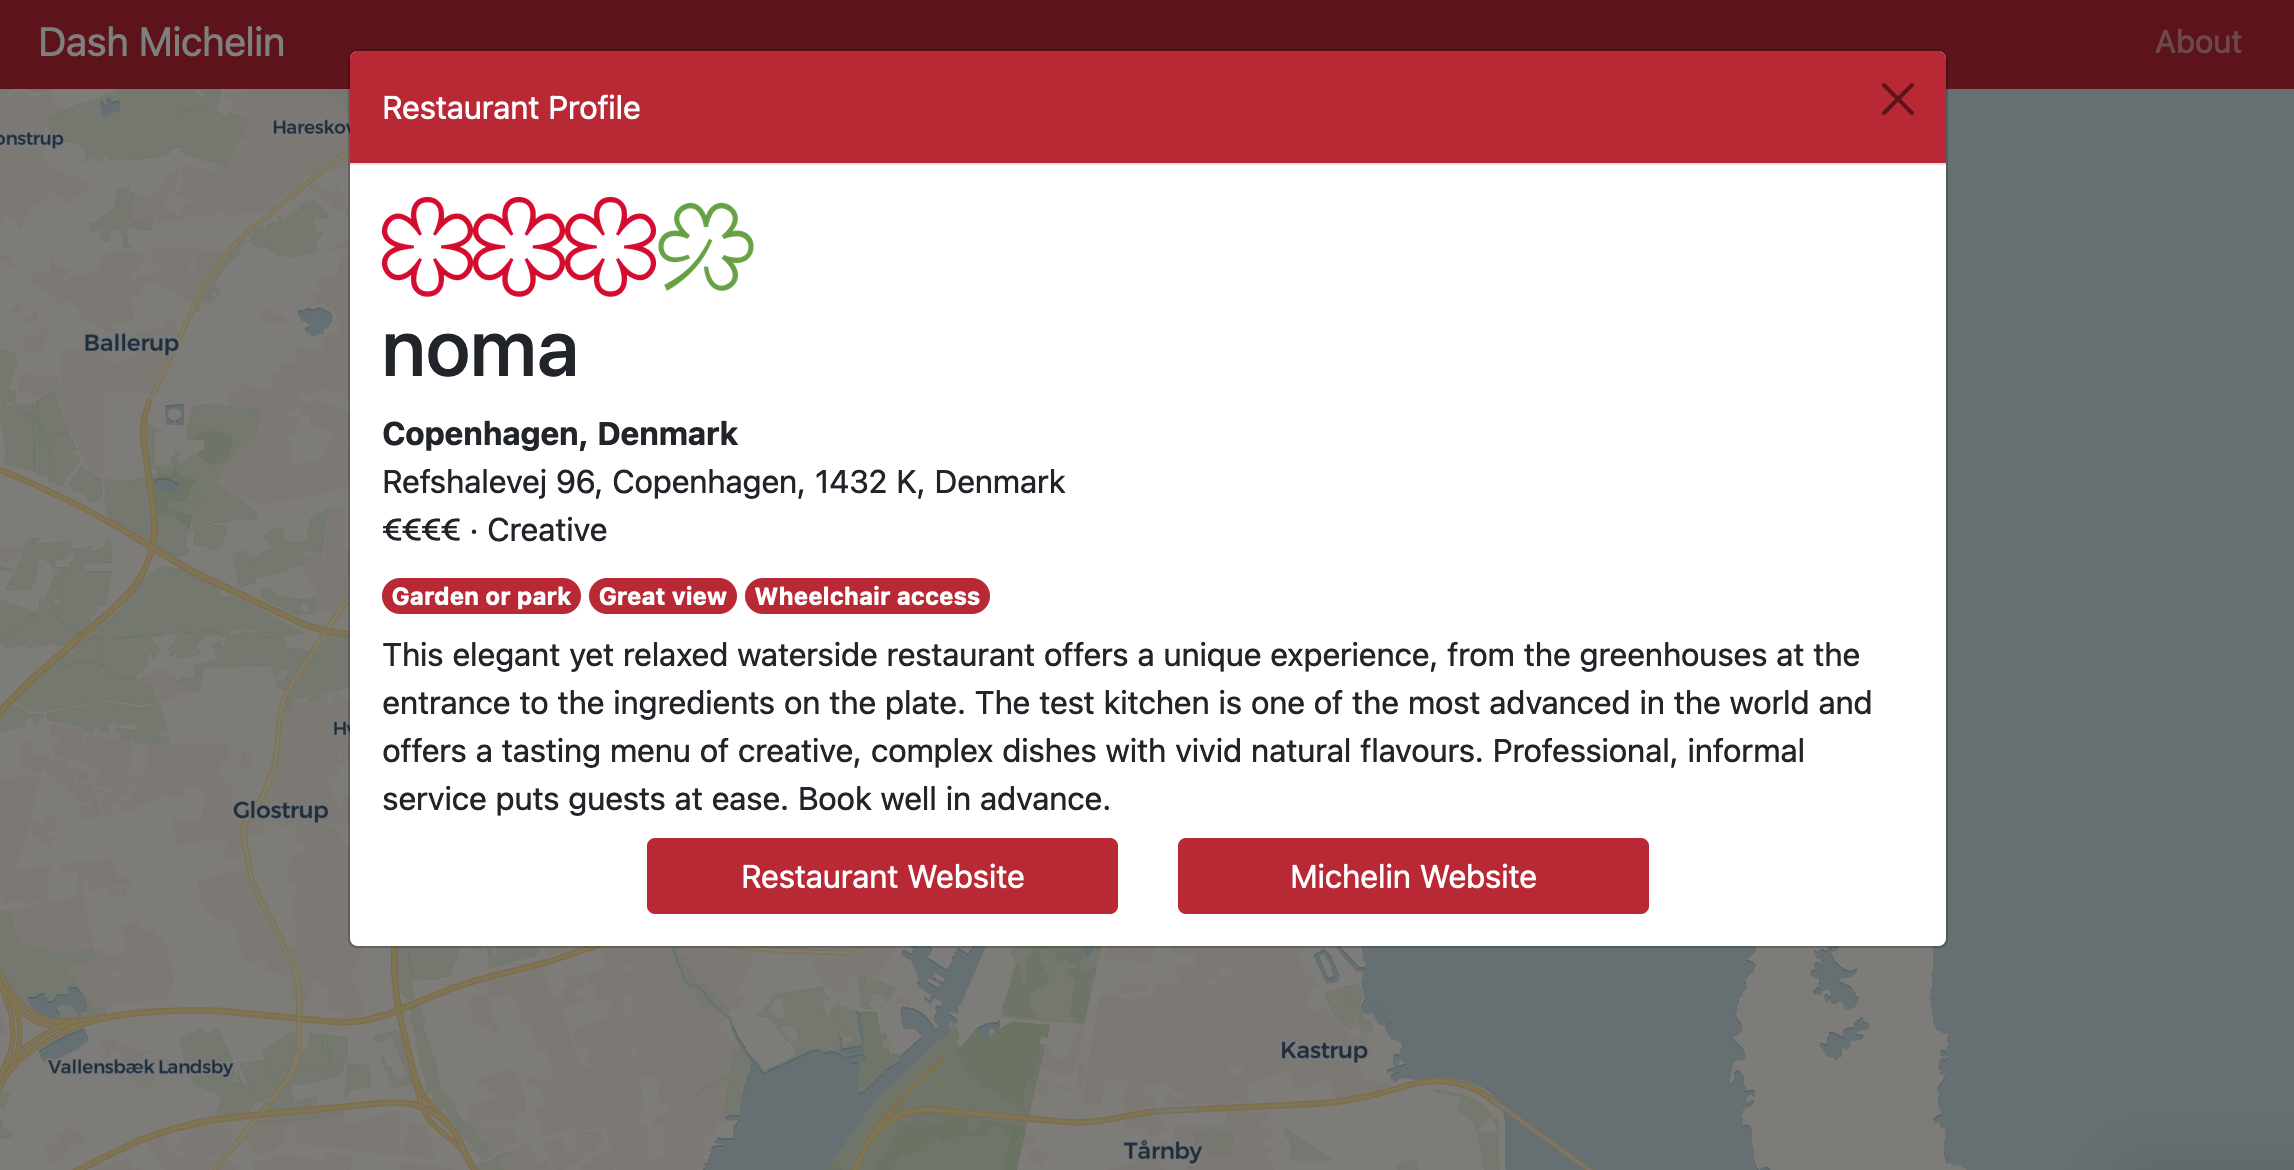 Dash Michelin
About
Restaurant Profile
noma
Copenhagen, Denmark
Refshalevej 96, Copenhagen, 1432 K, Denmark
€€€€ · Creative
Garden or park Great view Wheelchair access
This elegant yet relaxed waterside restaurant offers a unique experience, from the greenhouses at the
entrance to the ingredients on the plate. The test kitchen is one of the most advanced in the world and
offers a tasting menu of creative, complex dishes with vivid natural flavours. Professional, informal
service puts guests at ease. Book well in advance.
Restaurant Website
Michelin Website
Ballerup
Glostrup
Vallensbæk Landsby
Kastrup
Tårnby